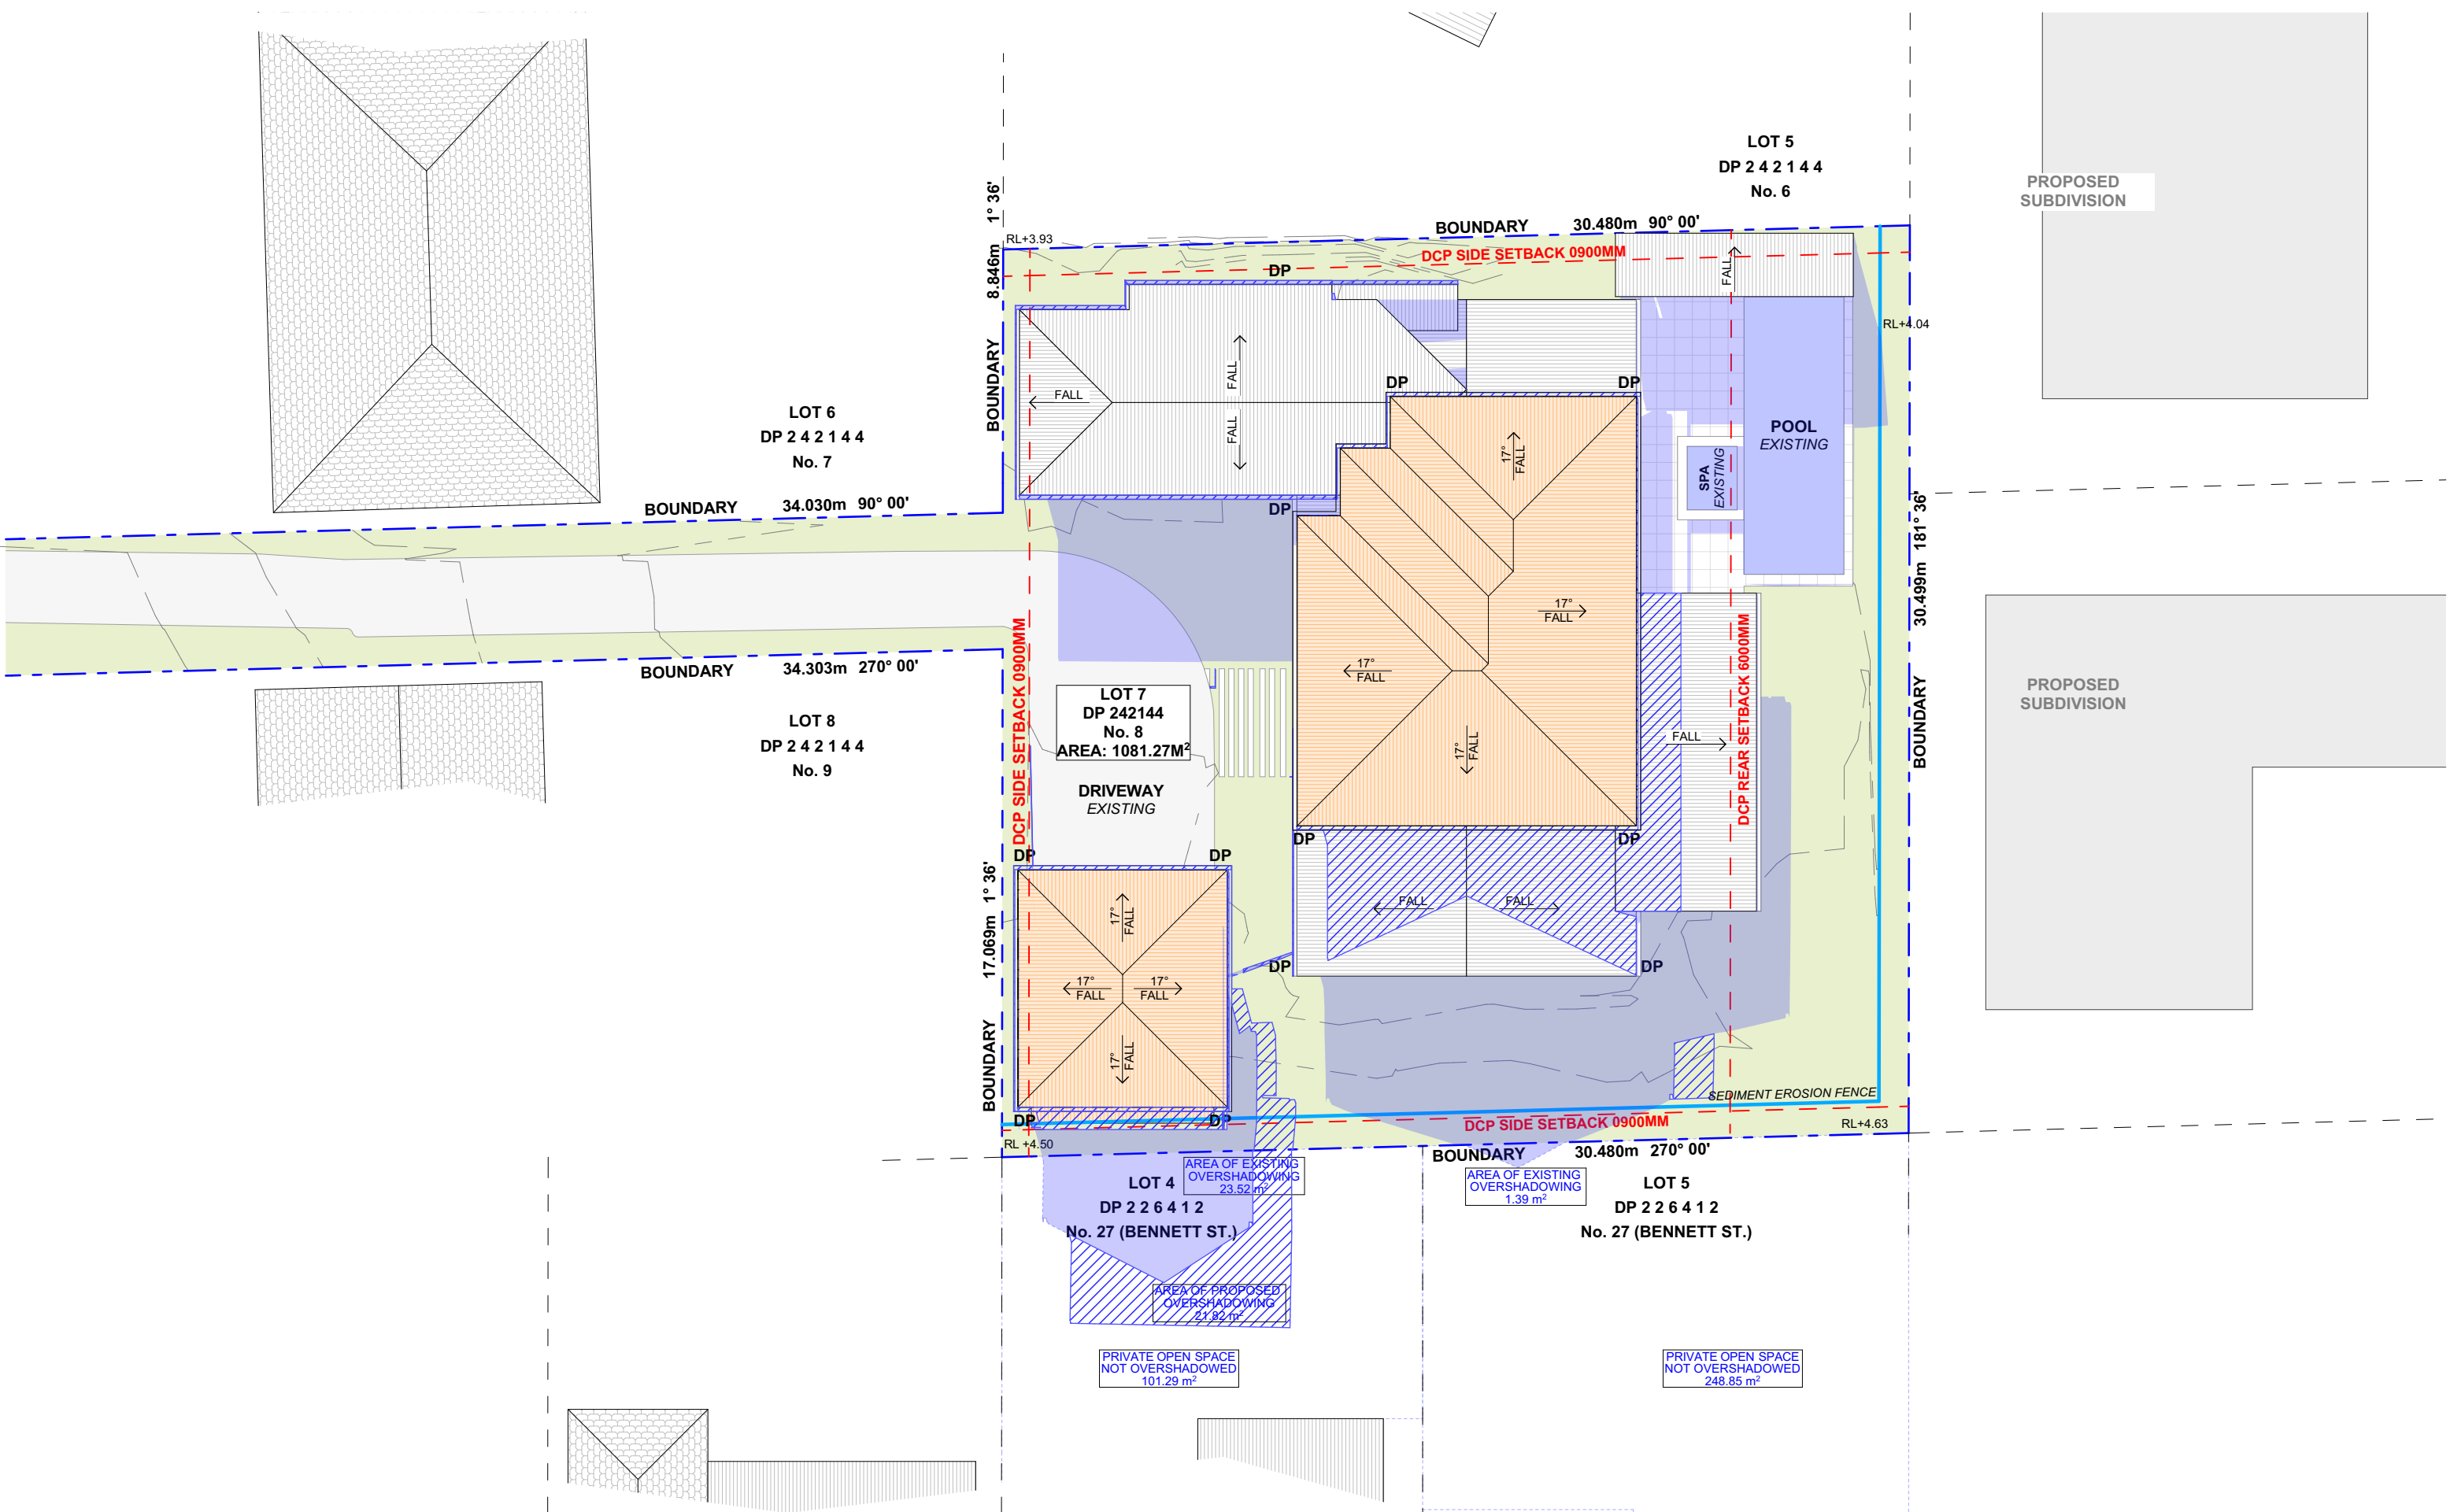 LOT 5
DP 2 4 2 1 4 4
No. 6
PROPOSED
SUBDIVISION
BOUNDARY 30.480m 90° 00'
8.846m 1° 36'
BOUNDARY
RL+3.93
DCP SIDE SETBACK 0900MM
DP
FALL
RL+4.04
FALL
FALL
FALL
DP
DP
LOT 6
DP 2 4 2 1 4 4
No. 7
POOL
EXISTING
SPA
EXISTING
17°
FALL
BOUNDARY 34.030m 90° 00'
DP
30.499m 181° 36'
BOUNDARY
17°
FALL
17°
FALL
17°
FALL
BOUNDARY 34.303m 270° 00'
DCP SIDE SETBACK 0900MM
LOT 7
DP 242144
No. 8
AREA: 1081.27M²
DRIVEWAY
EXISTING
LOT 8
DP 2 4 2 1 4 4
No. 9
DCP REAR SETBACK 6000MM
FALL
PROPOSED
SUBDIVISION
DP
DP
DP
DP
17.069m 1° 36'
BOUNDARY
17°
FALL
17°
FALL
17°
FALL
17°
FALL
FALL
FALL
DP
DP
DP
DP
SEDIMENT EROSION FENCE
DCP SIDE SETBACK 0900MM
RL+4.63
RL +4.50
BOUNDARY 30.480m 270° 00'
AREA OF EXISTING
OVERSHADOWING
23.52 m²
LOT 4
DP 2 2 6 4 1 2
No. 27 (BENNETT ST.)
AREA OF EXISTING
OVERSHADOWING
1.39 m²
LOT 5
DP 2 2 6 4 1 2
No. 27 (BENNETT ST.)
AREA OF PROPOSED
OVERSHADOWING
21.82 m²
PRIVATE OPEN SPACE
NOT OVERSHADOWED
101.29 m²
PRIVATE OPEN SPACE
NOT OVERSHADOWED
248.85 m²